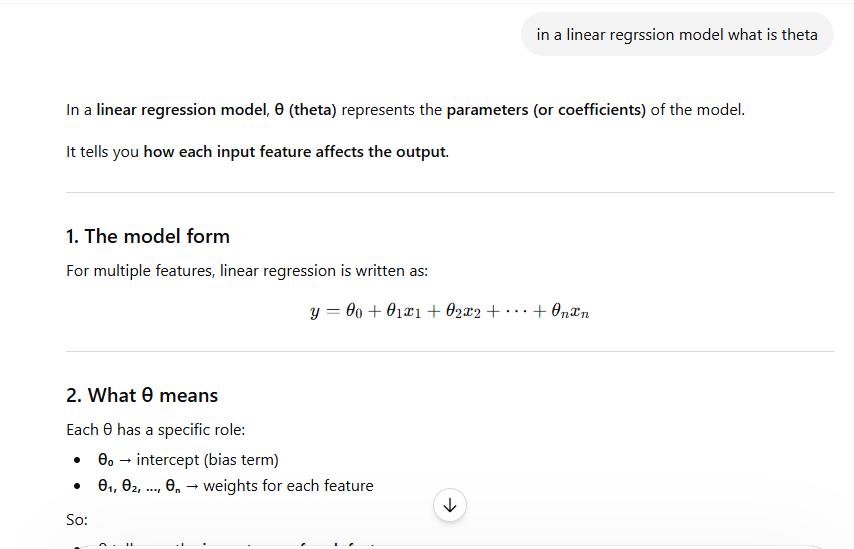 in a linear regrssion model what is theta
In a linear regression model, θ (theta) represents the parameters (or coefficients) of the model.
It tells you how each input feature affects the output.
1. The model form
For multiple features, linear regression is written as:
y = θ₀ + θ₁x₁ + θ₂x₂ + ⋯ + θₙxₙ
2. What θ means
Each θ has a specific role:
• θ₀ → intercept (bias term)
• θ₁, θ₂, ..., θₙ → weights for each feature
So: